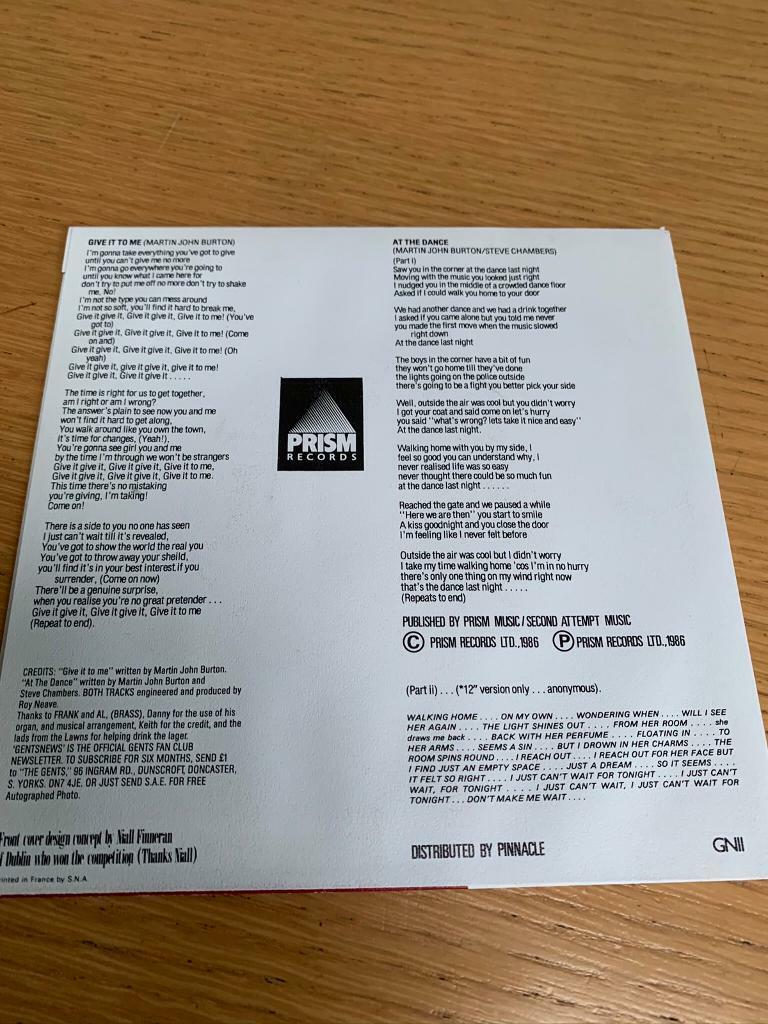 GIVE IT TO ME (MARTIN JOHN BURTON)
I'm gonna take everything you've got to give
until you can't give me no more
I'm gonna go everywhere you're going to
until you know what I came here for
don't try to put me off no more don't try to shake
me, No!
I'm not the type you can mess around
I'm not so soft, you'll find it hard to break me,
Give it give it, Give it give it, Give it to me! (You've
got to)
Give it give it, Give it give it, Give it to me! (Come
on and)
Give it give it, Give it give it, Give it to me! (Oh
yeah)
Give it give it, give it give it, give it to me!
Give it give it, Give it give it . . . . .
The time is right for us to get together,
am I right or am I wrong?
The answer's plain to see now you and me
won't find it hard to get along,
You walk around like you own the town,
it's time for changes, (Yeah!),
You're gonna see girl you and me
by the time I'm through we won't be strangers
Give it give it, Give it give it, Give it to me,
Give it give it, Give it give it, Give it to me.
This time there's no mistaking
you're giving, I'm taking!
Come on!
There is a side to you no one has seen
I just can't wait till it's revealed,
You've got to show the world the real you
You've got to throw away your sheild,
you'll find it's in your best interest if you
surrender, (Come on now)
There'll be a genuine surprise,
when you realise you're no great pretender . . .
Give it give it, Give it give it, Give it to me
(Repeat to end).
CREDITS: "Give it to me" written by Martin John Burton.
"At The Dance" written by Martin John Burton and
Steve Chambers. BOTH TRACKS engineered and produced by
Roy Neave.
Thanks to FRANK and AL, (BRASS), Danny for the use of his
organ, and musical arrangement, Keith for the credit, and the
lads from the Lawns for helping drink the lager.
'GENTSNEWS' IS THE OFFICIAL GENTS FAN CLUB
NEWSLETTER. TO SUBSCRIBE FOR SIX MONTHS, SEND £1
to "THE GENTS," 96 INGRAM RD., DUNSCROFT, DONCASTER,
S. YORKS. DN7 4JE. OR JUST SEND S.A.E. FOR FREE
Autographed Photo.
Front cover design concept by Niall Finneran
f Dublin who won the competition (Thanks Niall)
rinted in France by S.N.A.
PRISM
RECORDS
AT THE DANCE
(MARTIN JOHN BURTON/STEVE CHAMBERS)
(Part i)
Saw you in the corner at the dance last night
Moving with the music you looked just right
I nudged you in the middle of a crowded dance floor
Asked if I could walk you home to your door
We had another dance and we had a drink together
I asked if you came alone but you told me never
you made the first move when the music slowed
right down
At the dance last night
The boys in the corner have a bit of fun
they won't go home till they've done
the lights going on the police outside
there's going to be a fight you better pick your side
Well, outside the air was cool but you didn't worry
I got your coat and said come on let's hurry
you said "what's wrong? lets take it nice and easy"
At the dance last night.
Walking home with you by my side, I
feel so good you can understand why, I
never realised life was so easy
never thought there could be so much fun
at the dance last night . . . . . .
Reached the gate and we paused a while
"Here we are then" you start to smile
A kiss goodnight and you close the door
I'm feeling like I never felt before
Outside the air was cool but I didn't worry
I take my time walking home 'cos I'm in no hurry
there's only one thing on my wind right now
that's the dance last night . . . . .
(Repeats to end)
PUBLISHED BY PRISM MUSIC/SECOND ATTEMPT MUSIC
© PRISM RECORDS LTD.,1986 Ⓟ PRISM RECORDS LTD.,1986
(Part ii) . . . (*12" version only . . . anonymous).
WALKING HOME . . . . ON MY OWN . . . . WONDERING WHEN . . . . WILL I SEE
HER AGAIN . . . . THE LIGHT SHINES OUT . . . . FROM HER ROOM . . . . she
draws me back . . . . BACK WITH HER PERFUME . . . . FLOATING IN . . . . TO
HER ARMS . . . . SEEMS A SIN . . . . BUT I DROWN IN HER CHARMS . . . . THE
ROOM SPINS ROUND . . . . I REACH OUT . . . . I REACH OUT FOR HER FACE BUT
I FIND JUST AN EMPTY SPACE . . . . JUST A DREAM . . . . SO IT SEEMS . . . .
IT FELT SO RIGHT . . . . I JUST CAN'T WAIT FOR TONIGHT . . . . I JUST CAN'T
WAIT, FOR TONIGHT . . . . I JUST CAN'T WAIT, I JUST CAN'T WAIT FOR
TONIGHT . . . DON'T MAKE ME WAIT . . . .
DISTRIBUTED BY PINNACLE
GNII